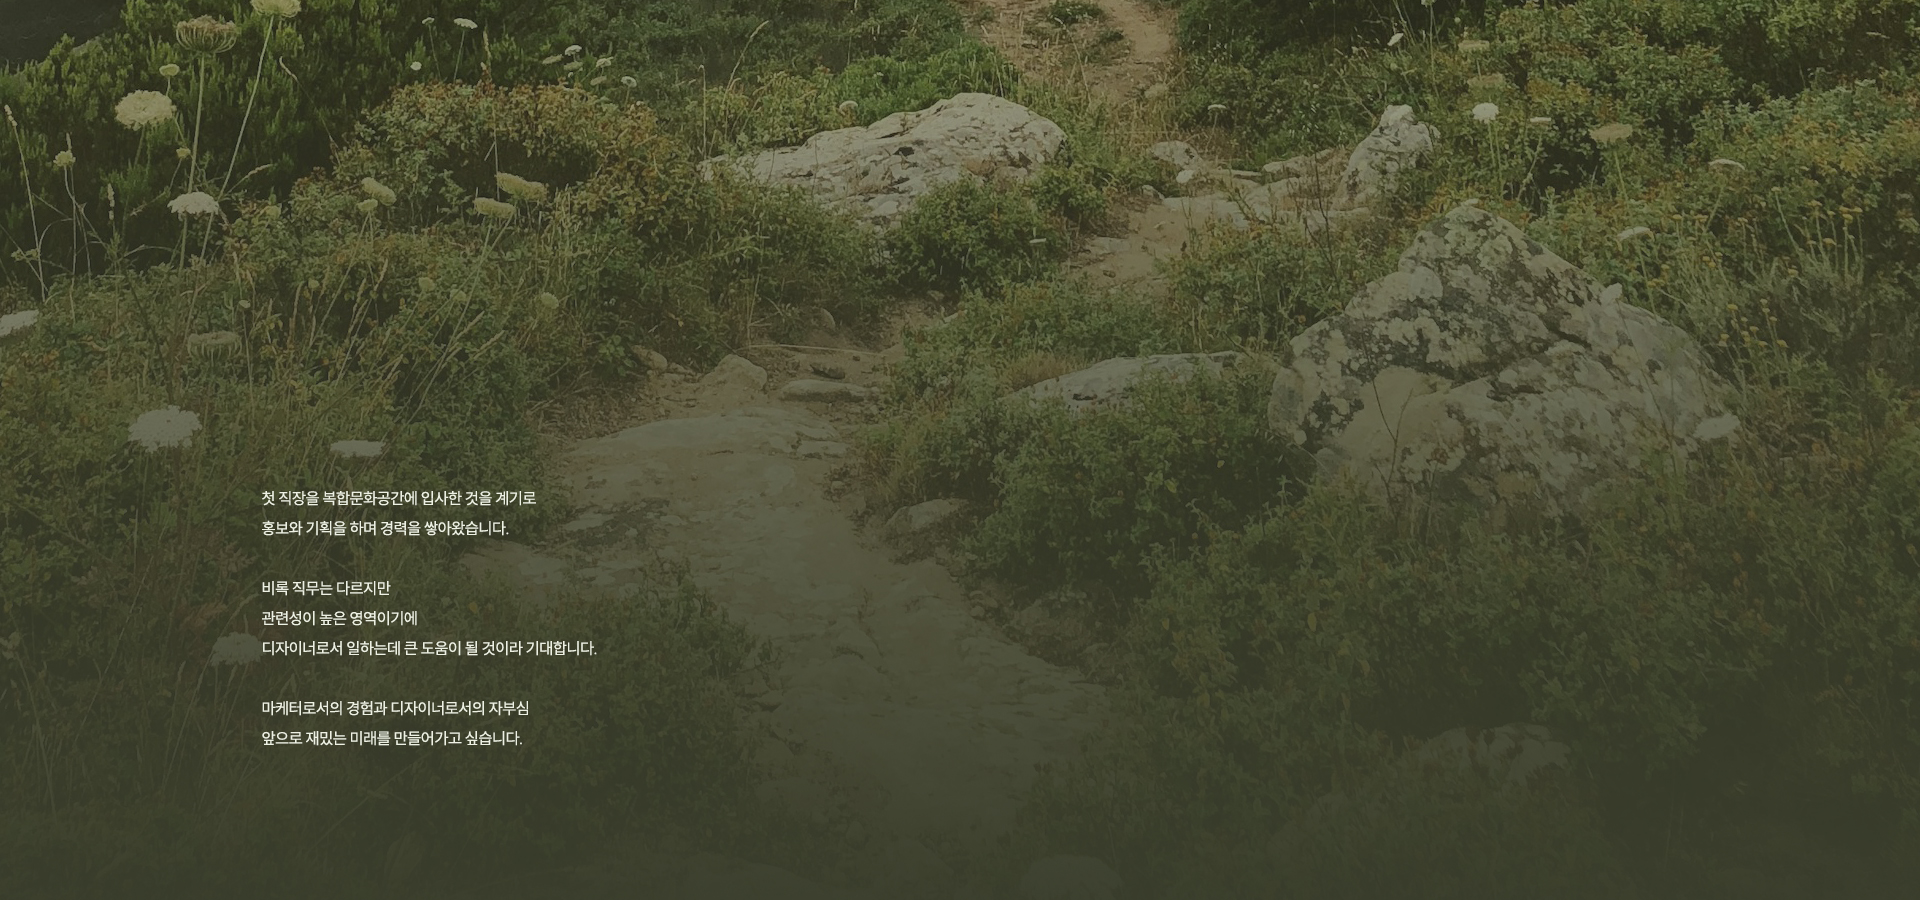 첫 직장을 복합문화공간에 입사한 것을 계기로
홍보와 기획을 하며 경력을 쌓아왔습니다.
비록 직무는 다르지만
관련성이 높은 영역이기에
디자이너로서 일하는데 큰 도움이 될 것이라 기대합니다.
마케터로서의 경험과 디자이너로서의 자부심
앞으로 재밌는 미래를 만들어가고 싶습니다.